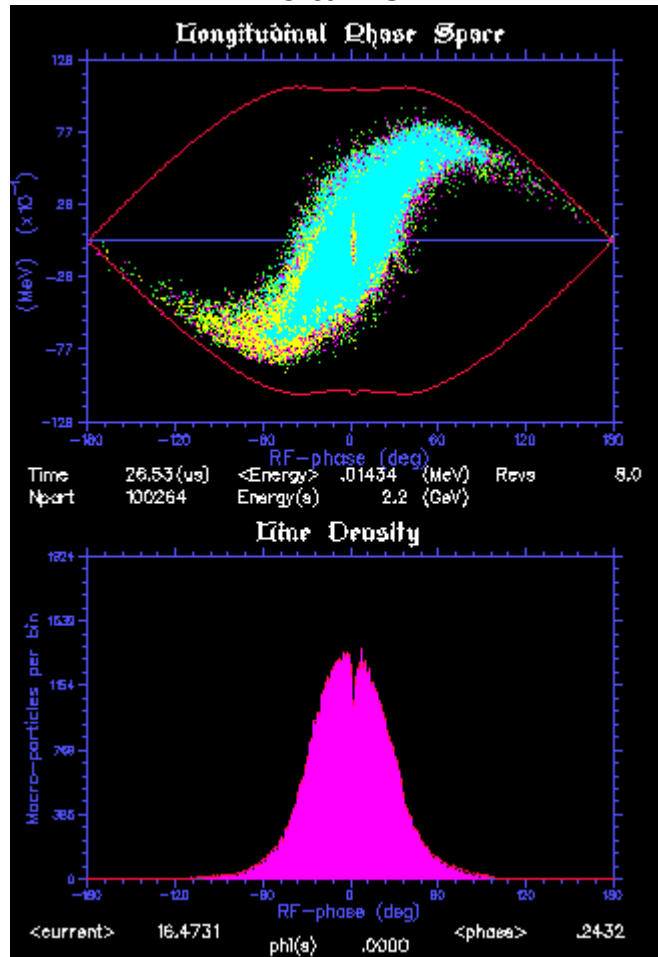 Longitudinal Phase Space
128
77
28
-28
-77
-128
(MeV) (x10⁻¹)
-180 -120 -60 0 60 120 180
RF-phase (deg)
Time 26.53(us) <Energy> .01434 (MeV) Revs 8.0
Npart 100264 Energy(s) 2.2 (GeV)
Line Density
1539
1154
0
Macro-particles per bin
-180 -120 -60 0 60 120 180
RF-phase (deg)
<current> 16.4731 phi(s) .0000 <phase> .2432